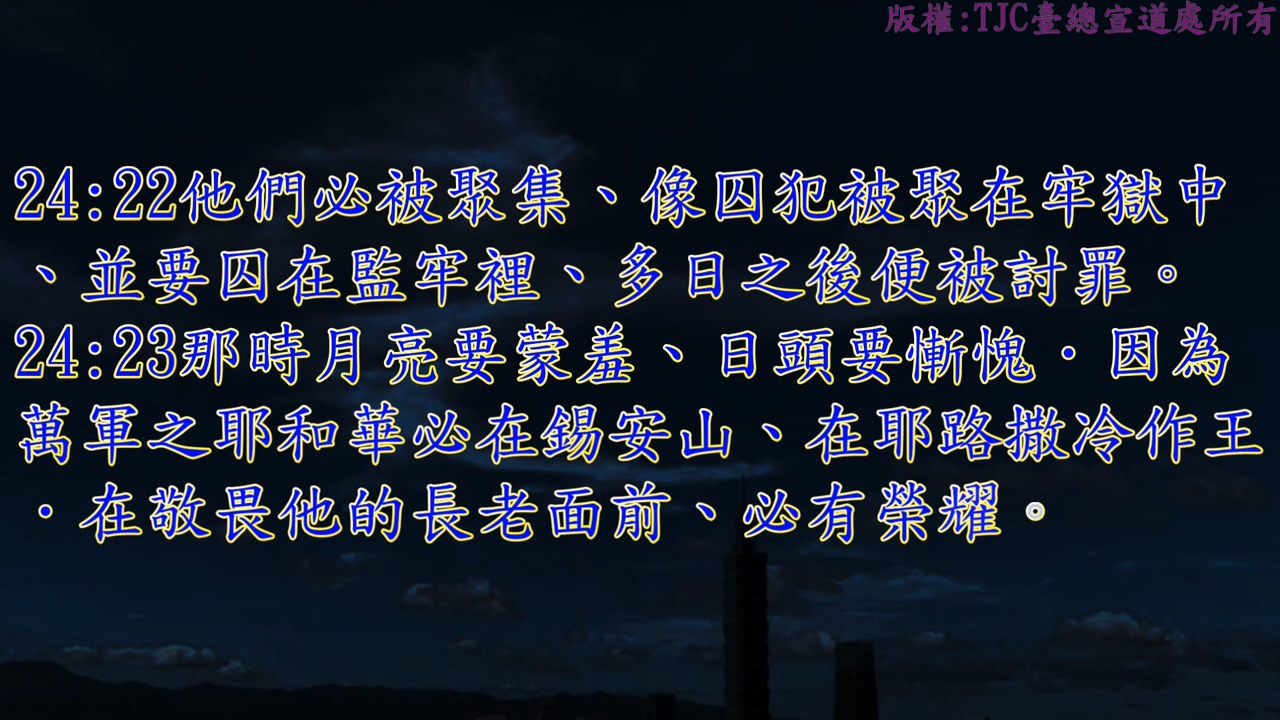 版權:TJC臺總宣道處所有
24:22他們必被聚集、像囚犯被聚在牢獄中
、並要囚在監牢裡、多日之後便被討罪。
24:23那時月亮要蒙羞、日頭要慚愧．因為
萬軍之耶和華必在錫安山、在耶路撒冷作王
．在敬畏他的長老面前、必有榮耀。